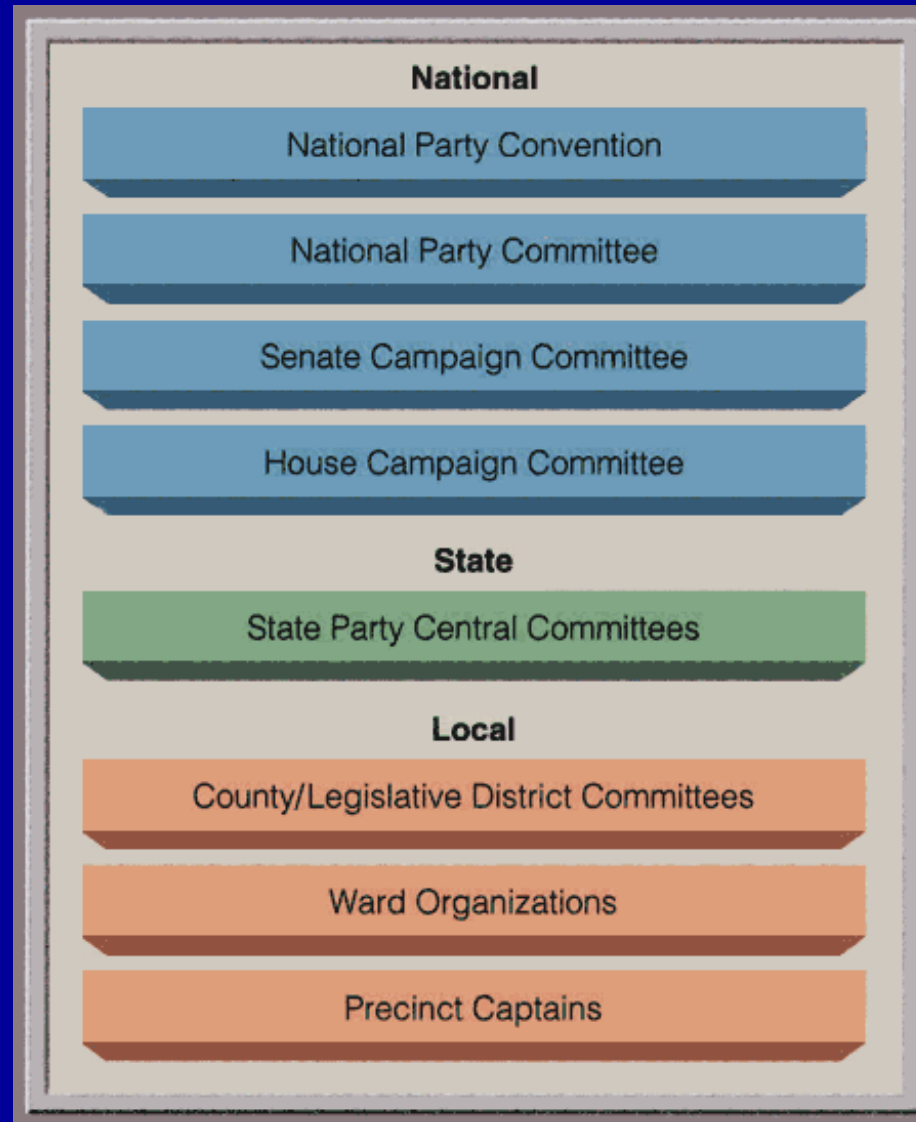 National
National Party Convention
National Party Committee
Senate Campaign Committee
House Campaign Committee
State
State Party Central Committees
Local
County/Legislative District Committees
Ward Organizations
Precinct Captains